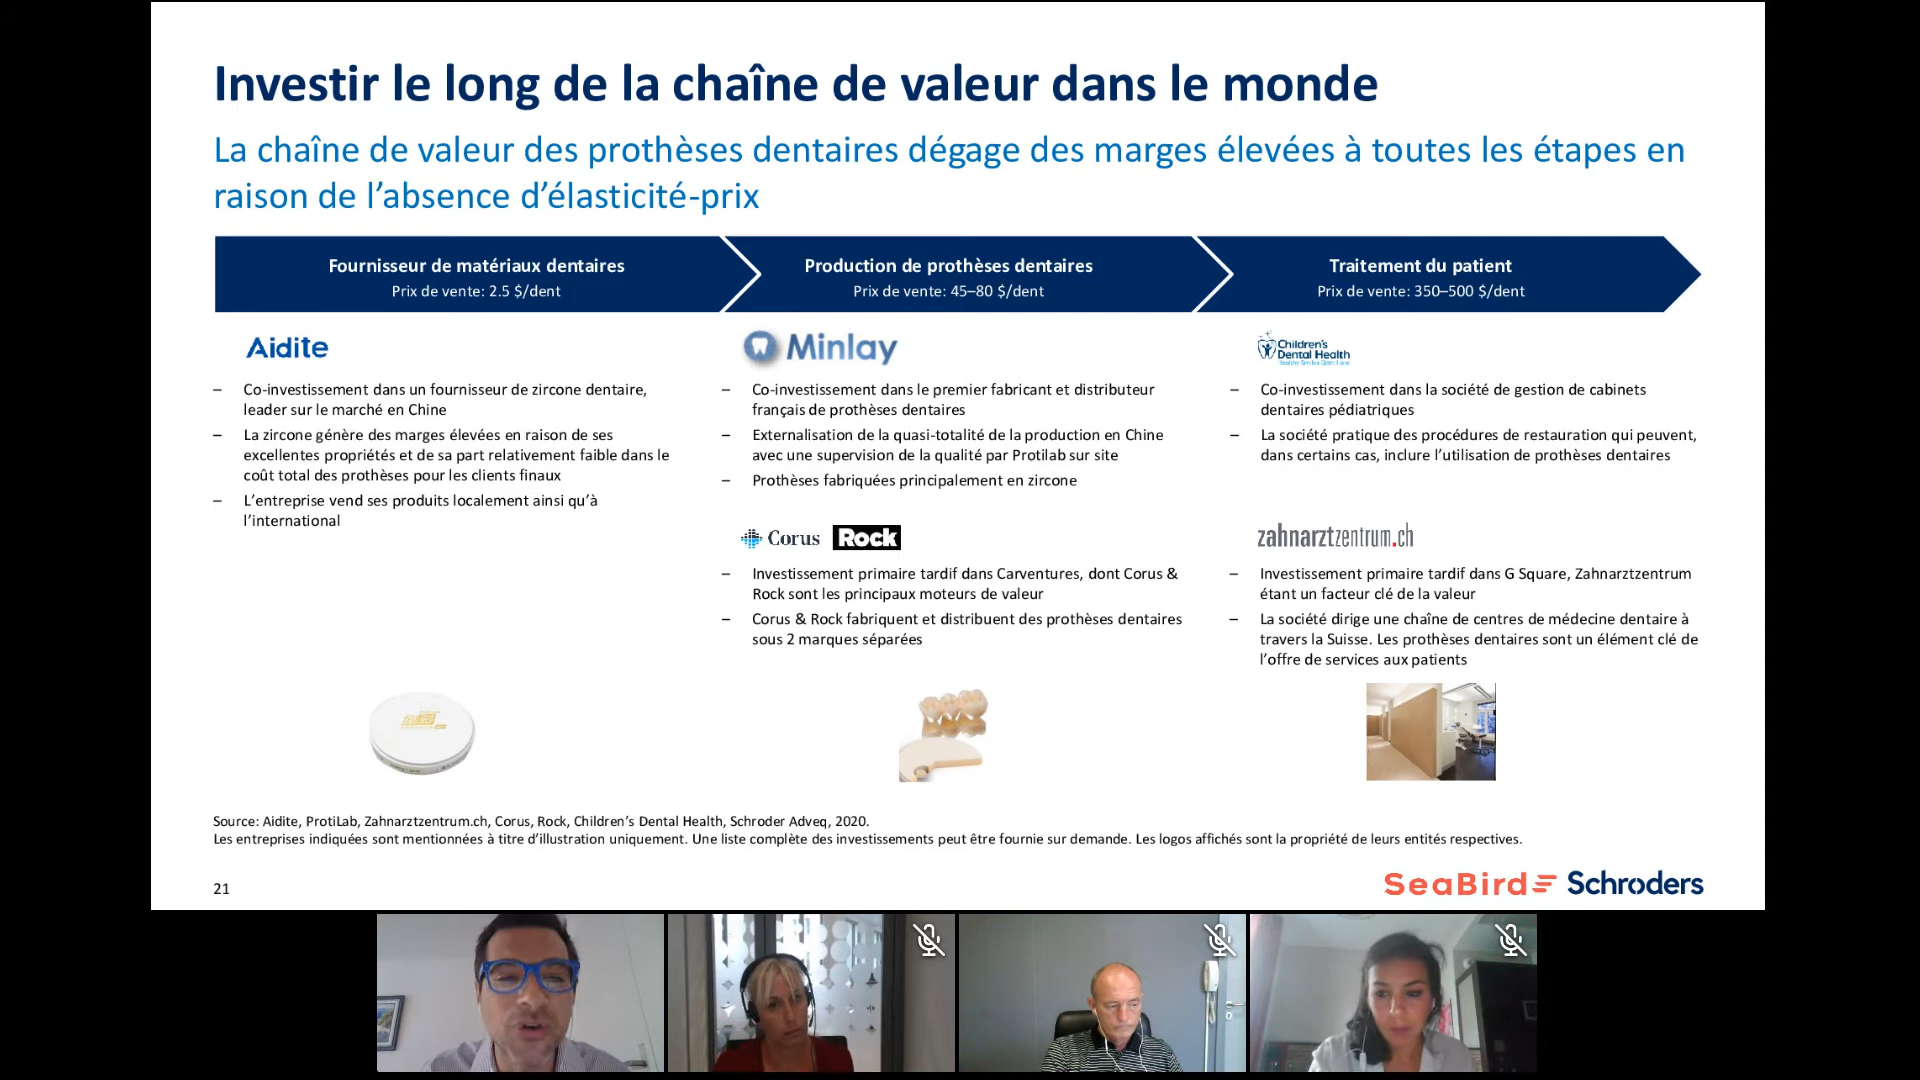 Investir le long de la chaîne de valeur dans le monde
La chaîne de valeur des prothèses dentaires dégage des marges élevées à toutes les étapes en
raison de l’absence d’élasticité-prix
Fournisseur de matériaux dentaires
Prix de vente: 2.5 $/dent
Production de prothèses dentaires
Prix de vente: 45–80 $/dent
Traitement du patient
Prix de vente: 350–500 $/dent
Aidite
– Co-investissement dans un fournisseur de zircone dentaire,
leader sur le marché en Chine
– La zircone génère des marges élevées en raison de ses
excellentes propriétés et de sa part relativement faible dans le
coût total des prothèses pour les clients finaux
– L’entreprise vend ses produits localement ainsi qu’à
l’international
Minlay
– Co-investissement dans le premier fabricant et distributeur
français de prothèses dentaires
– Externalisation de la quasi-totalité de la production en Chine
avec une supervision de la qualité par Protilab sur site
– Prothèses fabriquées principalement en zircone
Corus Rock
– Investissement primaire tardif dans Carventures, dont Corus &
Rock sont les principaux moteurs de valeur
– Corus & Rock fabriquent et distribuent des prothèses dentaires
sous 2 marques séparées
Children's
Dental Health
– Co-investissement dans la société de gestion de cabinets
dentaires pédiatriques
– La société pratique des procédures de restauration qui peuvent,
dans certains cas, inclure l’utilisation de prothèses dentaires
zahnarztzentrum.ch
– Investissement primaire tardif dans G Square, Zahnarztzentrum
étant un facteur clé de la valeur
– La société dirige une chaîne de centres de médecine dentaire à
travers la Suisse. Les prothèses dentaires sont un élément clé de
l’offre de services aux patients
Source: Aidite, ProtiLab, Zahnarztzentrum.ch, Corus, Rock, Children’s Dental Health, Schroder Adveq, 2020.
Les entreprises indiquées sont mentionnées à titre d’illustration uniquement. Une liste complète des investissements peut être fournie sur demande. Les logos affichés sont la propriété de leurs entités respectives.
21
SeaBird Schroders